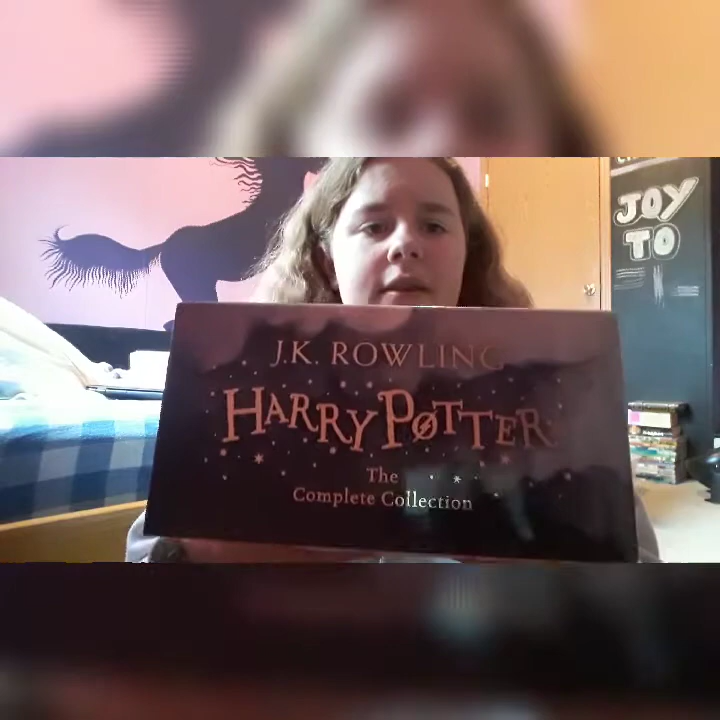 JOY
TO
J.K. ROWLING
HARRY POTTER
The
Complete Collection